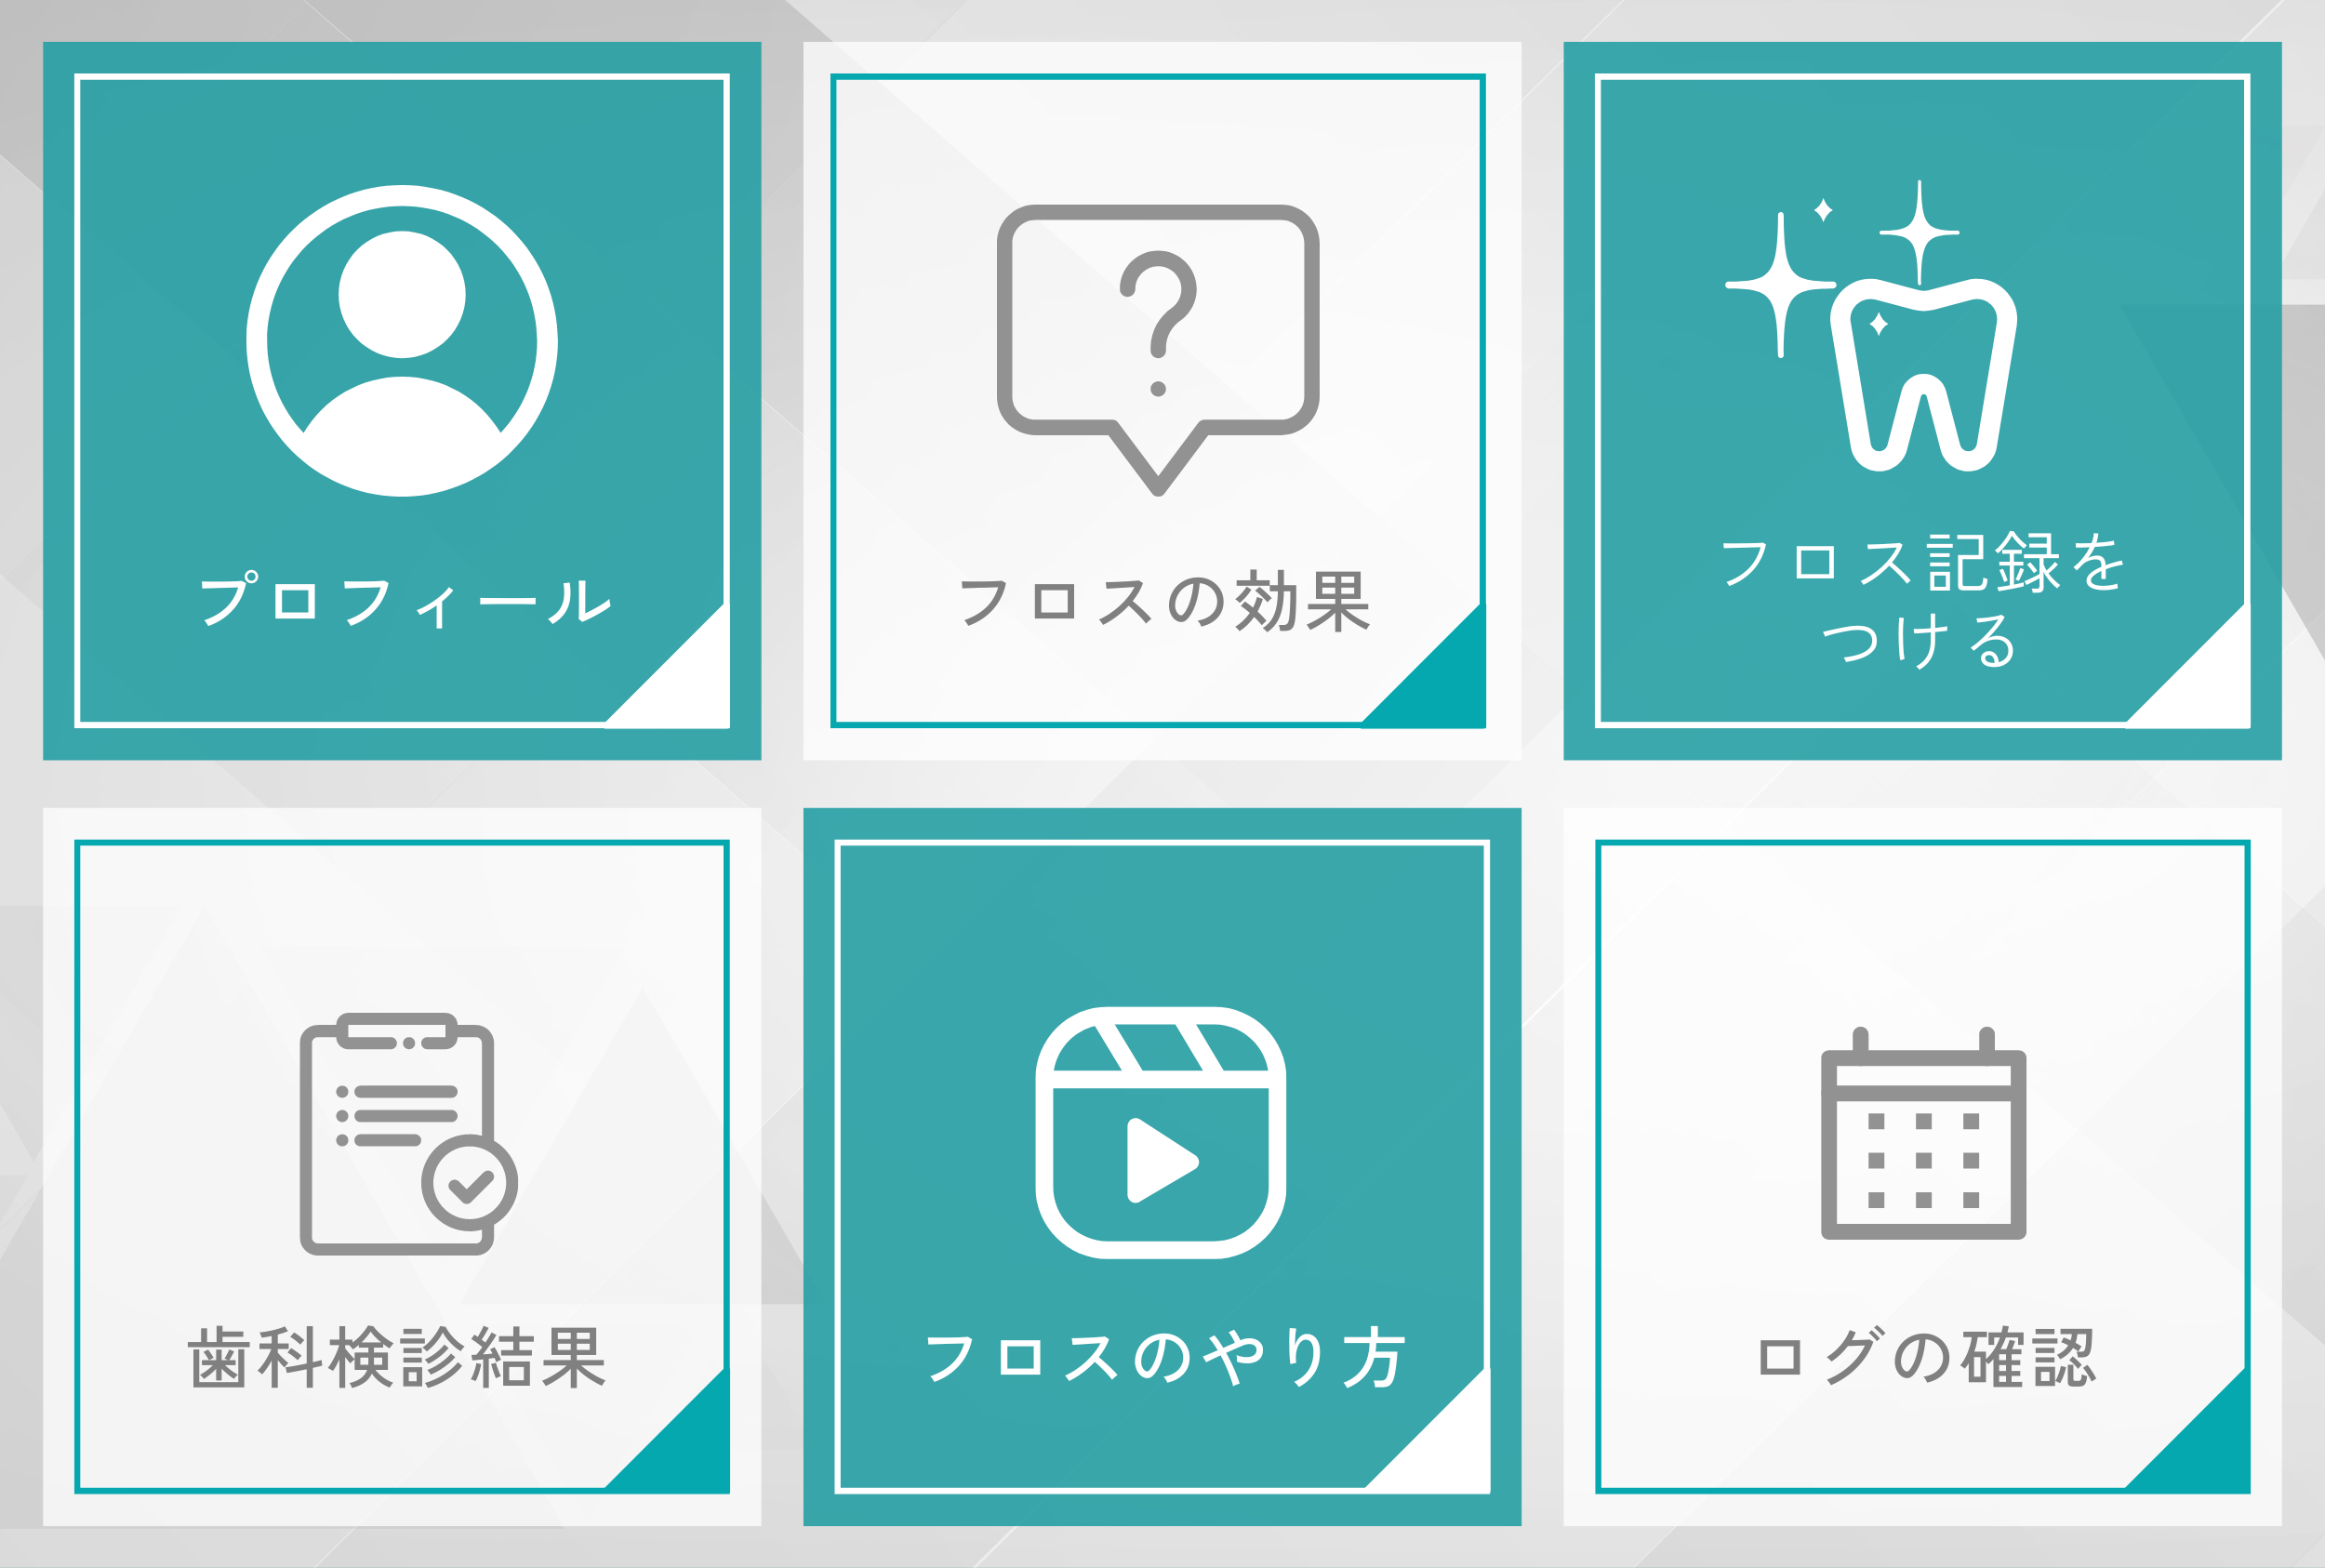 プロフィール
フロスの効果
フロス記録を
つける
歯科検診結果
フロスのやり方
ログの確認